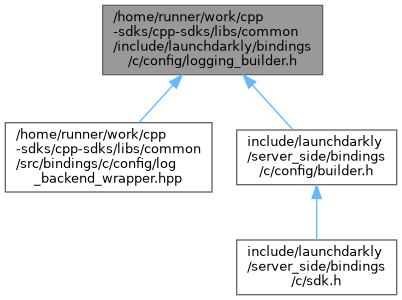 /home/runner/work/cpp
-sdks/cpp-sdks/libs/common
/include/launchdarkly/bindings
/c/config/logging_builder.h
/home/runner/work/cpp
-sdks/cpp-sdks/libs/common
/src/bindings/c/config/log
_backend_wrapper.hpp
include/launchdarkly
/server_side/bindings
/c/config/builder.h
include/launchdarkly
/server_side/bindings
/c/sdk.h